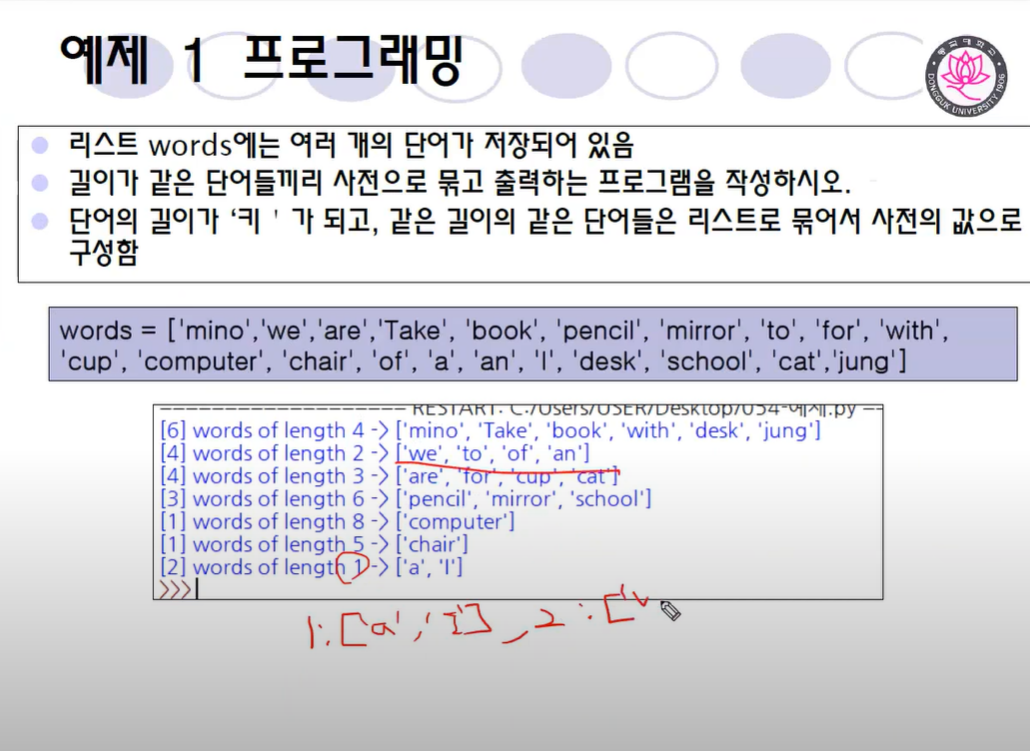 예제 1 프로그래밍
DONGGUK UNIVERSITY 1906
리스트 words에는 여러 개의 단어가 저장되어 있음
길이가 같은 단어들끼리 사전으로 묶고 출력하는 프로그램을 작성하시오.
단어의 길이가 ‘키 ' 가 되고, 같은 길이의 같은 단어들은 리스트로 묶어서 사전의 값으로
구성함
words = ['mino','we','are','Take', 'book', 'pencil', 'mirror', 'to', 'for', 'with',
'cup', 'computer', 'chair', 'of', 'a', 'an', 'I', 'desk', 'school', 'cat','jung']
=================== RESTART: C:/Users/USER/Desktop/054-예제.py ==
[6] words of length 4 -> ['mino', 'Take', 'book', 'with', 'desk', 'jung']
[4] words of length 2 -> ['we', 'to', 'of', 'an']
[4] words of length 3 -> ['are', 'for', 'cup', 'cat']
[3] words of length 6 -> ['pencil', 'mirror', 'school']
[1] words of length 8 -> ['computer']
[1] words of length 5 -> ['chair']
[2] words of length 1 -> ['a', 'I']
>>>
1:['a','I'], 2:['